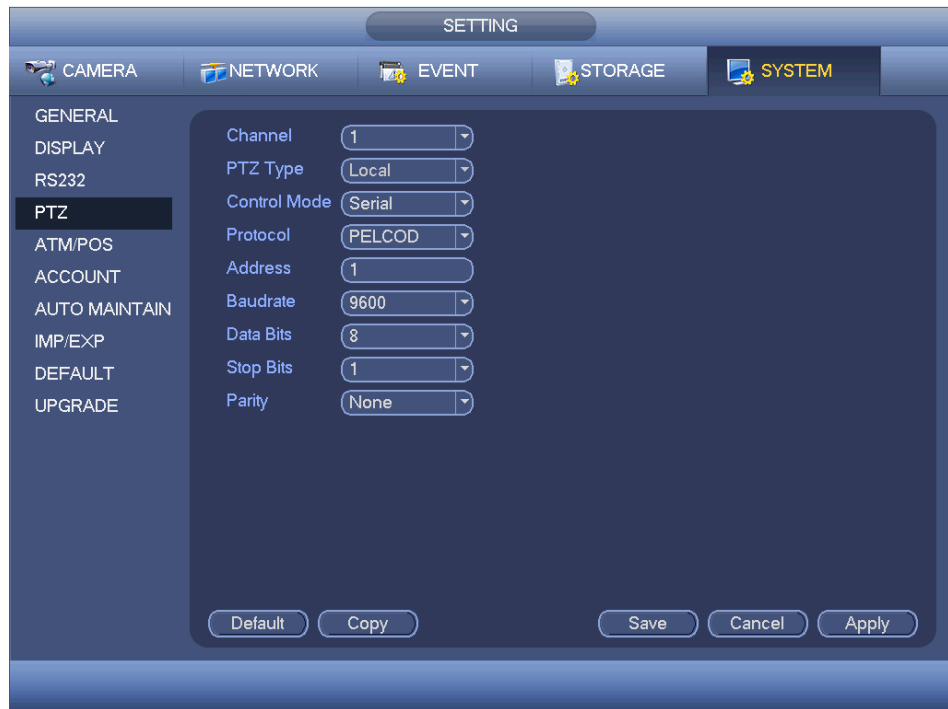 SETTING
CAMERA NETWORK EVENT STORAGE SYSTEM
GENERAL
DISPLAY
RS232
PTZ
ATM/POS
ACCOUNT
AUTO MAINTAIN
IMP/EXP
DEFAULT
UPGRADE
Channel 1
PTZ Type Local
Control Mode Serial
Protocol PELCOD
Address 1
Baudrate 9600
Data Bits 8
Stop Bits 1
Parity None
Default Copy Save Cancel Apply